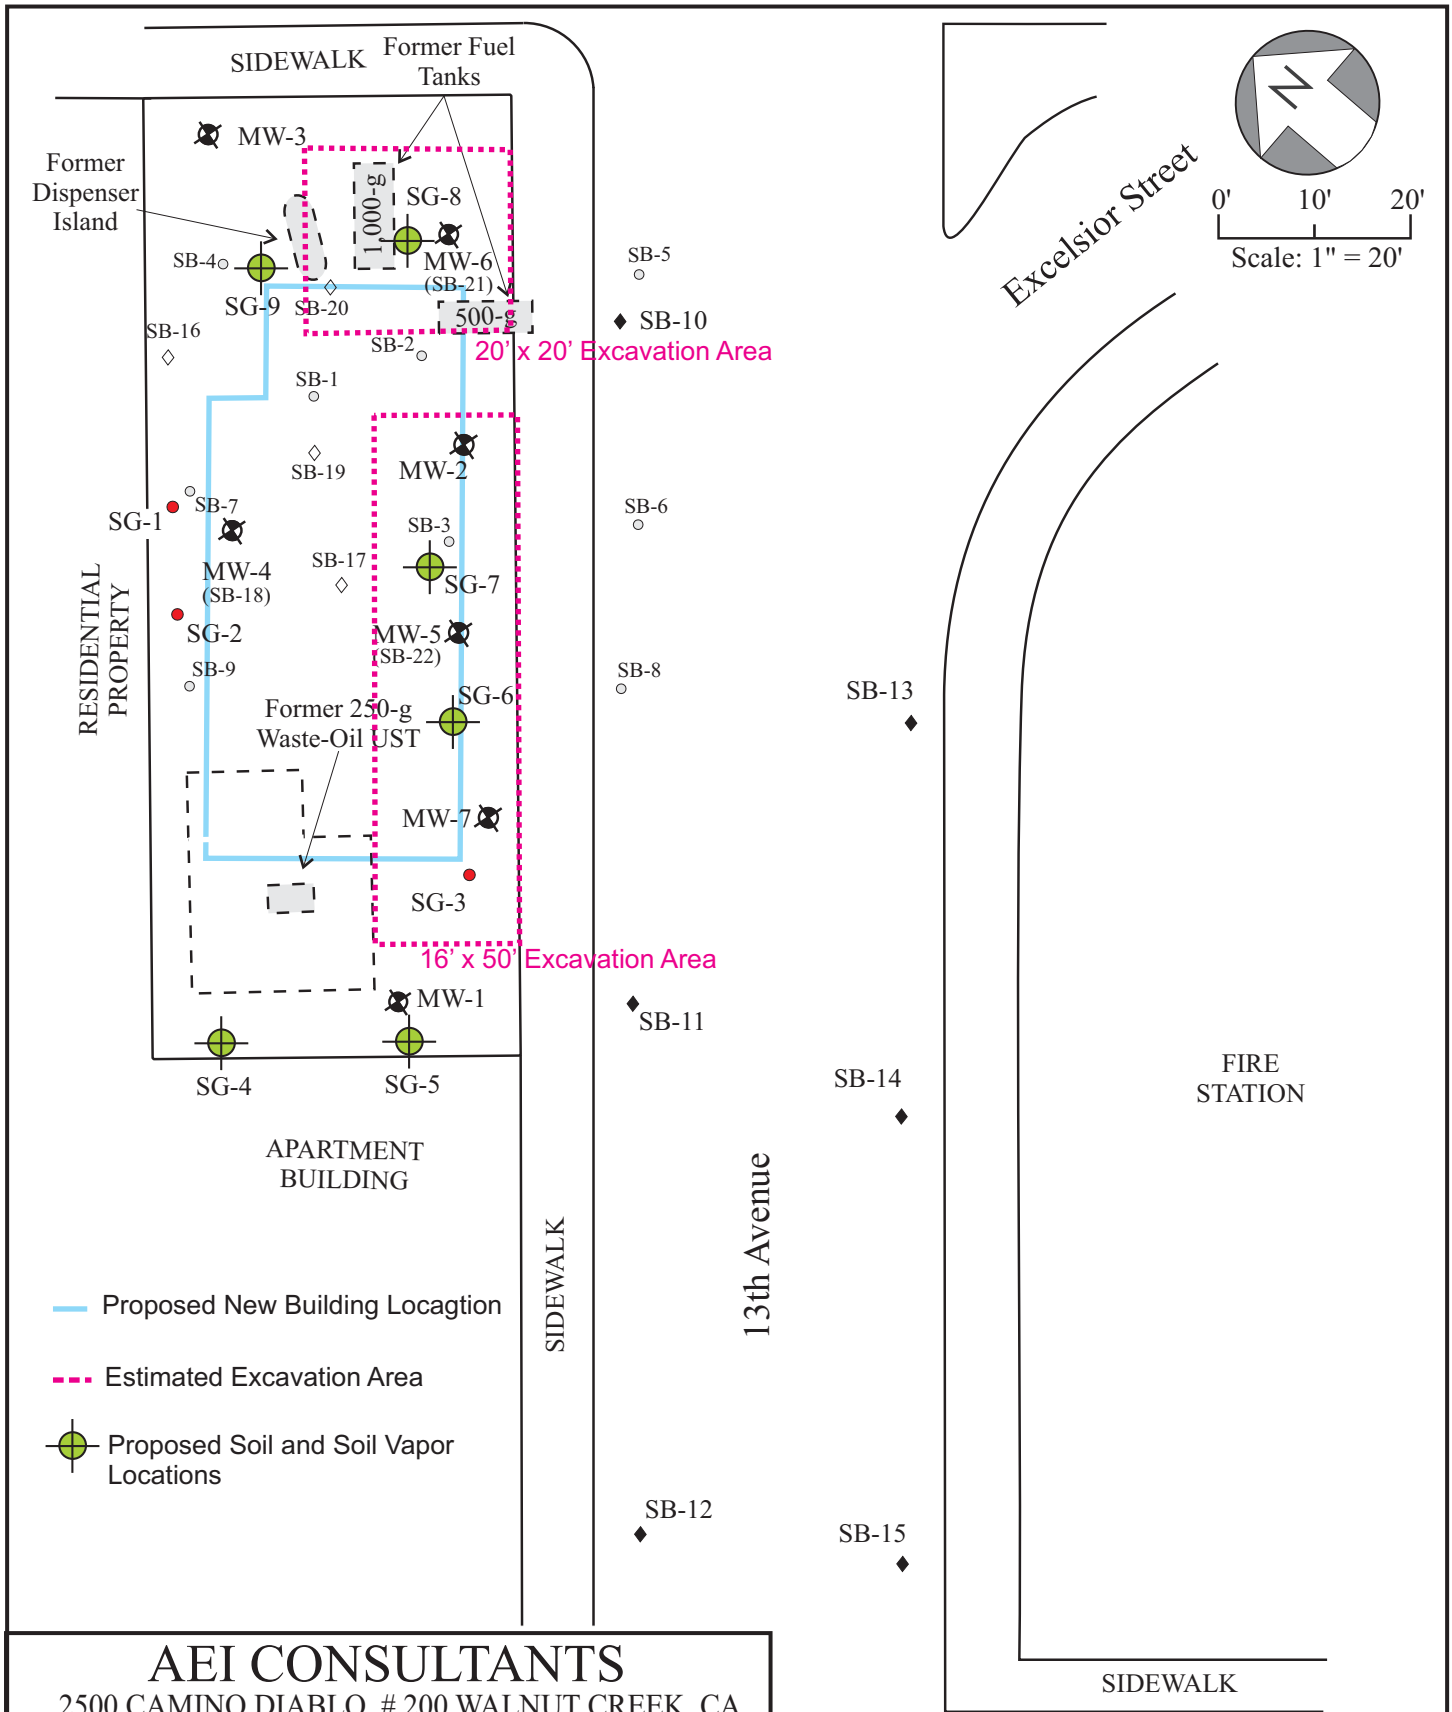 SIDEWALK
Former Fuel
Tanks
MW-3
Former
Dispenser
Island
1,000-g
SG-8
MW-6
(SB-21)
SB-4
SG-9
SB-20
500-g
SB-5
SB-10
SB-16
SB-2
20’ x 20’ Excavation Area
SB-1
MW-2
SB-19
SB-7
SG-1
SB-3
SB-6
MW-4
(SB-18)
SB-17
SG-7
RESIDENTIAL
PROPERTY
SG-2
MW-5
(SB-22)
SB-9
SB-8
SG-6
Former 250-g
Waste-Oil UST
SB-13
MW-7
SG-3
16’ x 50’ Excavation Area
MW-1
SB-11
SG-4
SG-5
SB-14
APARTMENT
BUILDING
FIRE
STATION
SIDEWALK
13th Avenue
Excelsior Street
N
0' 10' 20'
Scale: 1" = 20'
Proposed New Building Locagtion
Estimated Excavation Area
Proposed Soil and Soil Vapor
Locations
SB-12
SB-15
SIDEWALK
AEI CONSULTANTS
2500 CAMINO DIABLO, # 200 WALNUT CREEK, CA